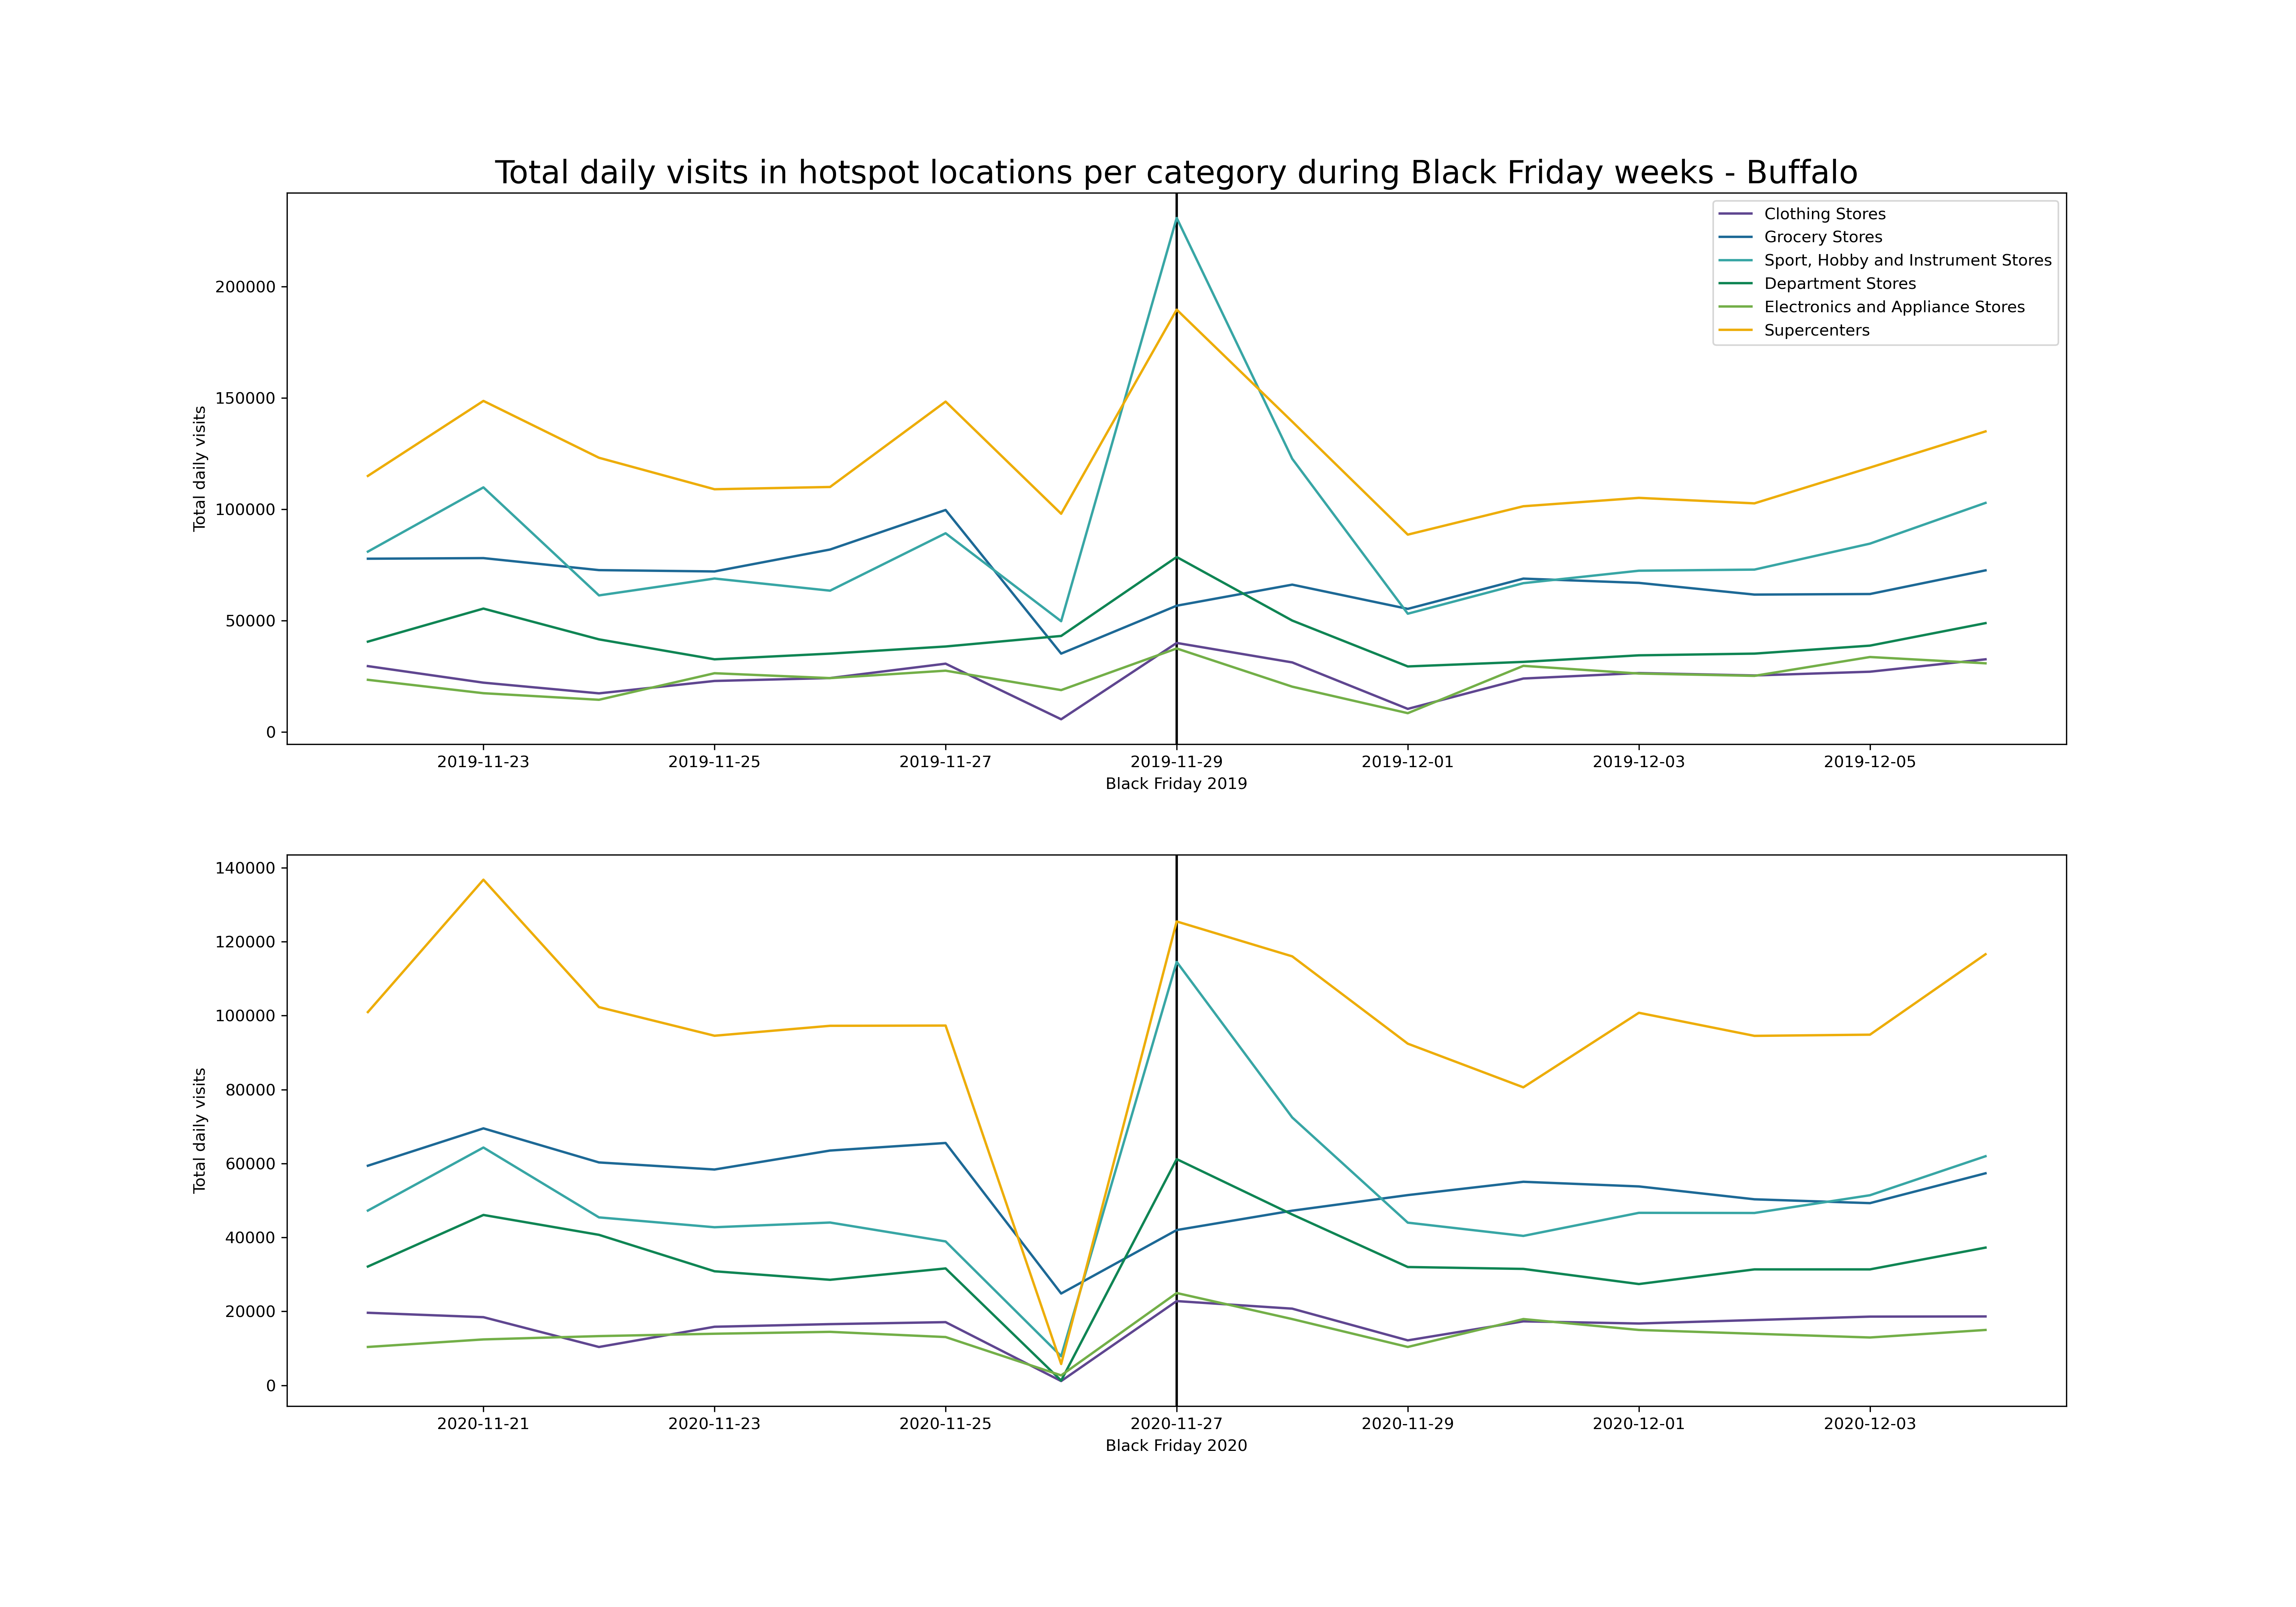 Total daily visits in hotspot locations per category during Black Friday weeks - Buffalo
Clothing Stores
Grocery Stores
Sport, Hobby and Instrument Stores
Department Stores
Electronics and Appliance Stores
Supercenters
Total daily visits
200000
150000
100000
50000
0
2019-11-23 2019-11-25 2019-11-27 2019-11-29 2019-12-01 2019-12-03 2019-12-05
Black Friday 2019
Total daily visits
140000
120000
100000
80000
60000
40000
20000
0
2020-11-21 2020-11-23 2020-11-25 2020-11-27 2020-11-29 2020-12-01 2020-12-03
Black Friday 2020